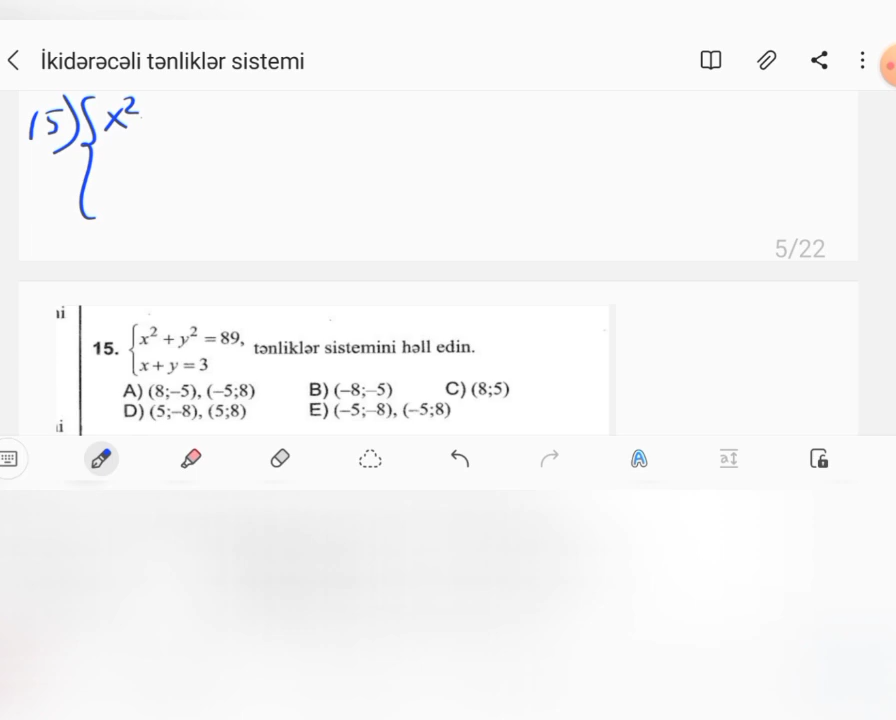 İkidərəcəli tənliklər sistemi
15) { x²
5/22
ni
15. { x² + y² = 89,
x + y = 3 tənliklər sistemini həll edin.
A) (8;–5), (–5;8) B) (–8;–5) C) (8;5)
D) (5;–8), (5;8) E) (–5;–8), (–5;8)
i